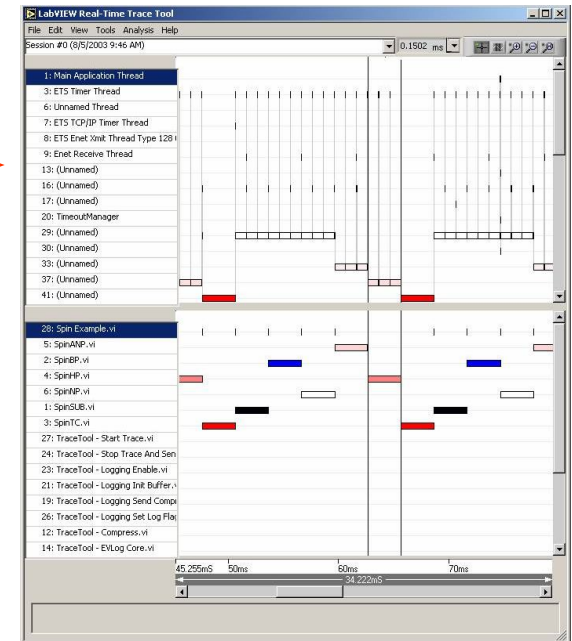 LabVIEW Real-Time Trace Tool
File Edit View Tools Analysis Help
Session #0 (8/5/2003 9:46 AM) 0.1502 ms
1: Main Application Thread
3: ETS Timer Thread
6: Unnamed Thread
7: ETS TCP/IP Timer Thread
8: ETS Enet Xmit Thread Type 128
9: Enet Receive Thread
13: (Unnamed)
16: (Unnamed)
17: (Unnamed)
20: TimeoutManager
29: (Unnamed)
30: (Unnamed)
33: (Unnamed)
37: (Unnamed)
41: (Unnamed)
28: Spin Example.vi
5: SpinANP.vi
2: SpinBP.vi
4: SpinHP.vi
6: SpinNP.vi
1: SpinSUB.vi
3: SpinTC.vi
27: TraceTool - Start Trace.vi
24: TraceTool - Stop Trace And Sen
23: TraceTool - Logging Enable.vi
21: TraceTool - Logging Init Buffer.v
19: TraceTool - Logging Send Compr
26: TraceTool - Logging Set Log Flag
12: TraceTool - Compress.vi
14: TraceTool - EVLog Core.vi
45.255mS 50ms 60ms 70ms
34.222mS